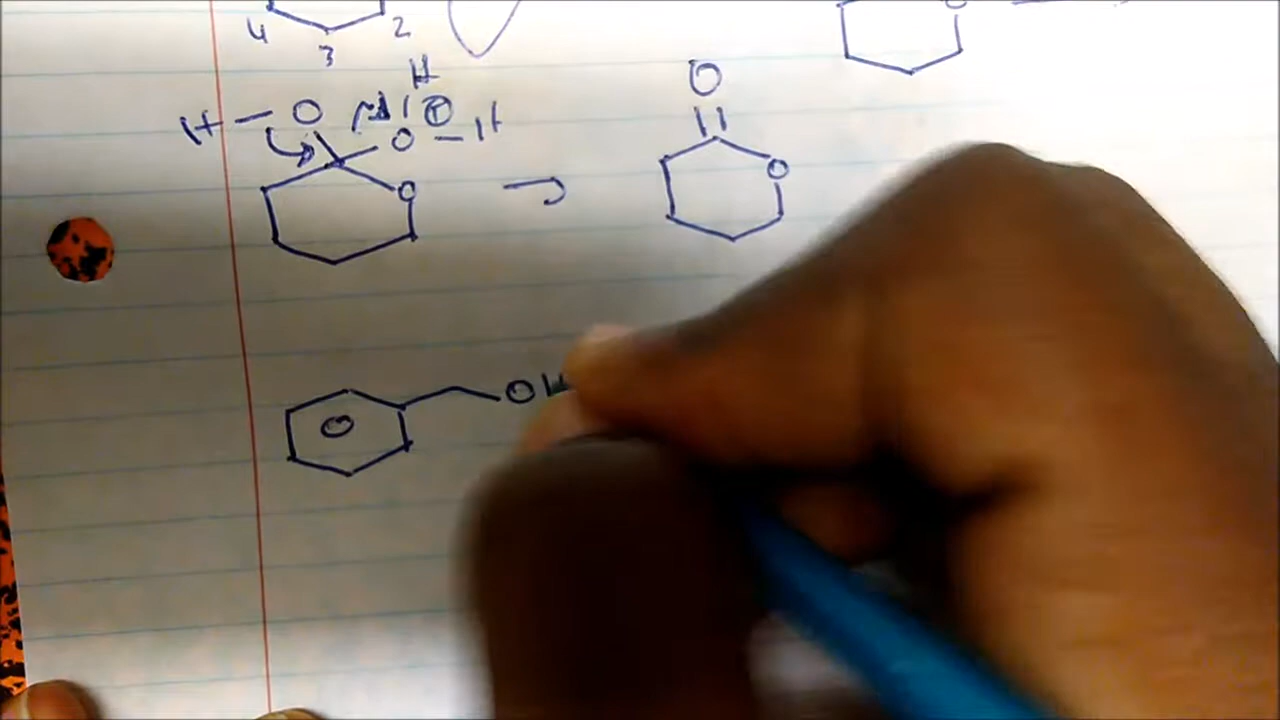 4 3 2
H O
H - O ⊕
O - H
O O
O
OH